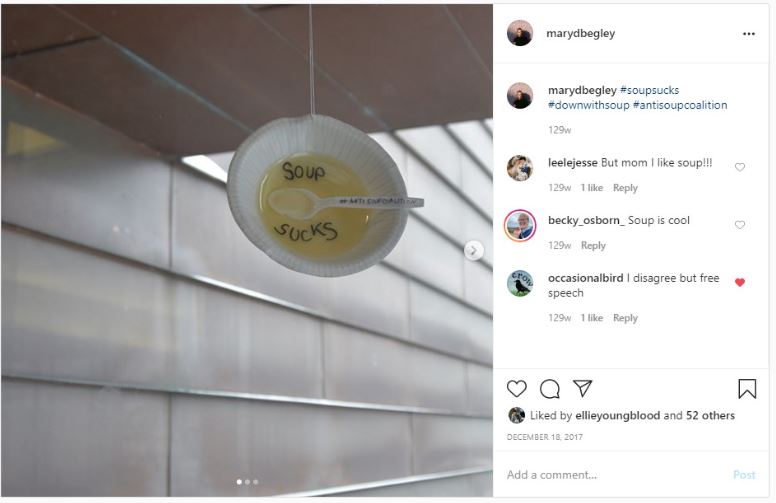 marydbegley
marydbegley #soupsucks
#downwithsoup #antisoupcoalition
129w
leelejesse But mom I like soup!!!
129w 1 like Reply
becky_osborn_ Soup is cool
129w Reply
occasionalbird I disagree but free
speech
129w 1 like Reply
Liked by ellieyoungblood and 52 others
DECEMBER 18, 2017
Add a comment... Post
SOUP
SUCKS
crow